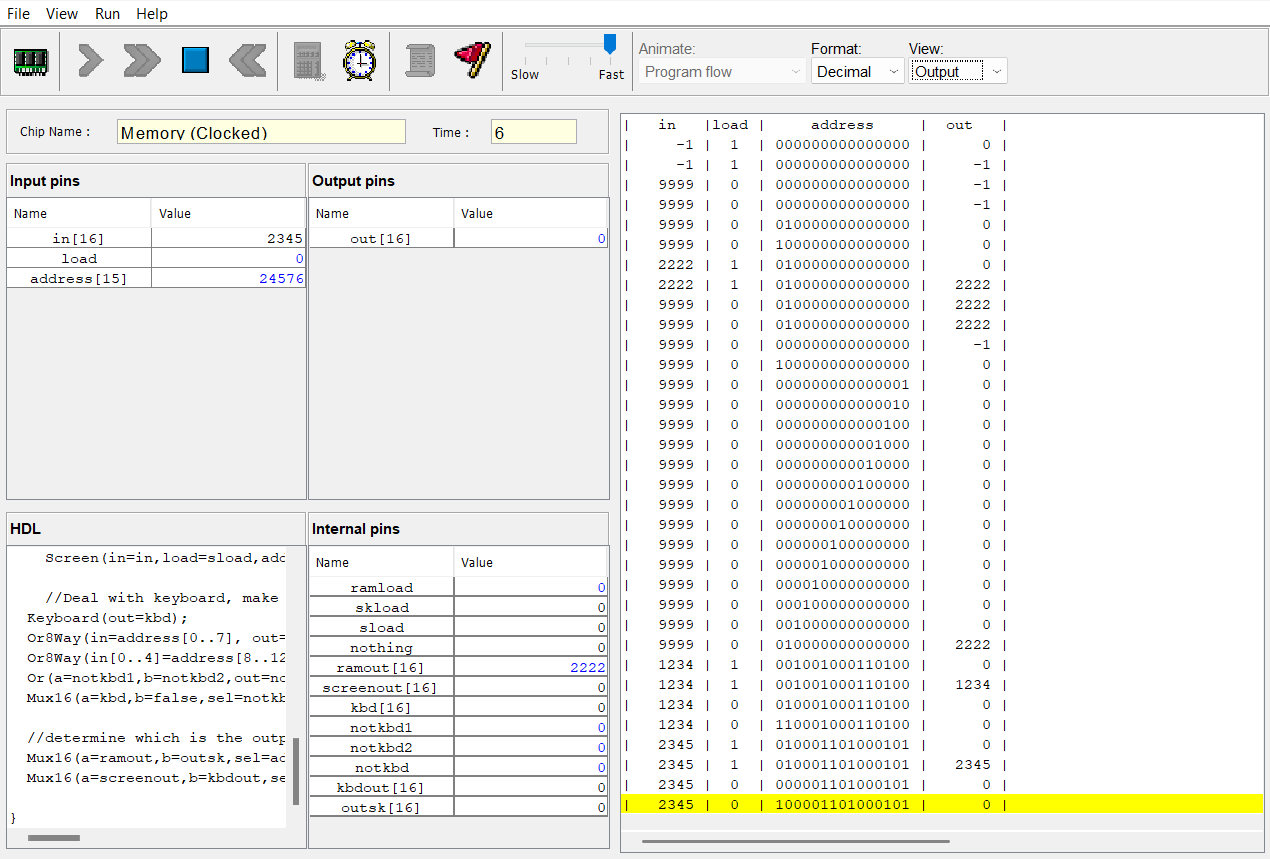 File View Run Help
Slow Fast
Animate:
Program flow
Format:
Decimal
View:
Output
Chip Name : Memory (Clocked) Time : 6
Input pins
Name Value
in[16] 2345
load 0
address[15] 24576
Output pins
Name Value
out[16] 0
HDL
Screen(in=in,load=sload,add
//Deal with keyboard, make
Keyboard(out=kbd);
Or8Way(in=address[0..7], out=
Or8Way(in[0..4]=address[8..12
Or(a=notkbd1,b=notkbd2,out=no
Mux16(a=kbd,b=false,sel=notkb
//determine which is the outp
Mux16(a=ramout,b=outsk,sel=ad
Mux16(a=screenout,b=kbdout,se
}
Internal pins
Name Value
ramload 0
skload 0
sload 0
nothing 0
ramout[16] 2222
screenout[16] 0
kbd[16] 0
notkbd1 0
notkbd2 0
notkbd 0
kbdout[16] 0
outsk[16] 0
| in |load | address | out |
| -1 | 1 | 000000000000000 | 0 |
| -1 | 1 | 000000000000000 | -1 |
| 9999 | 0 | 000000000000000 | -1 |
| 9999 | 0 | 000000000000000 | -1 |
| 9999 | 0 | 010000000000000 | 0 |
| 9999 | 0 | 100000000000000 | 0 |
| 2222 | 1 | 010000000000000 | 0 |
| 2222 | 1 | 010000000000000 | 2222 |
| 9999 | 0 | 010000000000000 | 2222 |
| 9999 | 0 | 010000000000000 | 2222 |
| 9999 | 0 | 000000000000000 | -1 |
| 9999 | 0 | 100000000000000 | 0 |
| 9999 | 0 | 000000000000001 | 0 |
| 9999 | 0 | 000000000000010 | 0 |
| 9999 | 0 | 000000000000100 | 0 |
| 9999 | 0 | 000000000001000 | 0 |
| 9999 | 0 | 000000000010000 | 0 |
| 9999 | 0 | 000000000100000 | 0 |
| 9999 | 0 | 000000001000000 | 0 |
| 9999 | 0 | 000000010000000 | 0 |
| 9999 | 0 | 000000100000000 | 0 |
| 9999 | 0 | 000001000000000 | 0 |
| 9999 | 0 | 000010000000000 | 0 |
| 9999 | 0 | 000100000000000 | 0 |
| 9999 | 0 | 001000000000000 | 0 |
| 9999 | 0 | 010000000000000 | 2222 |
| 1234 | 1 | 001001000110100 | 0 |
| 1234 | 1 | 001001000110100 | 1234 |
| 1234 | 0 | 010001000110100 | 0 |
| 1234 | 0 | 110001000110100 | 0 |
| 2345 | 1 | 010001101000101 | 0 |
| 2345 | 1 | 010001101000101 | 2345 |
| 2345 | 0 | 000001101000101 | 0 |
| 2345 | 0 | 100001101000101 | 0 |